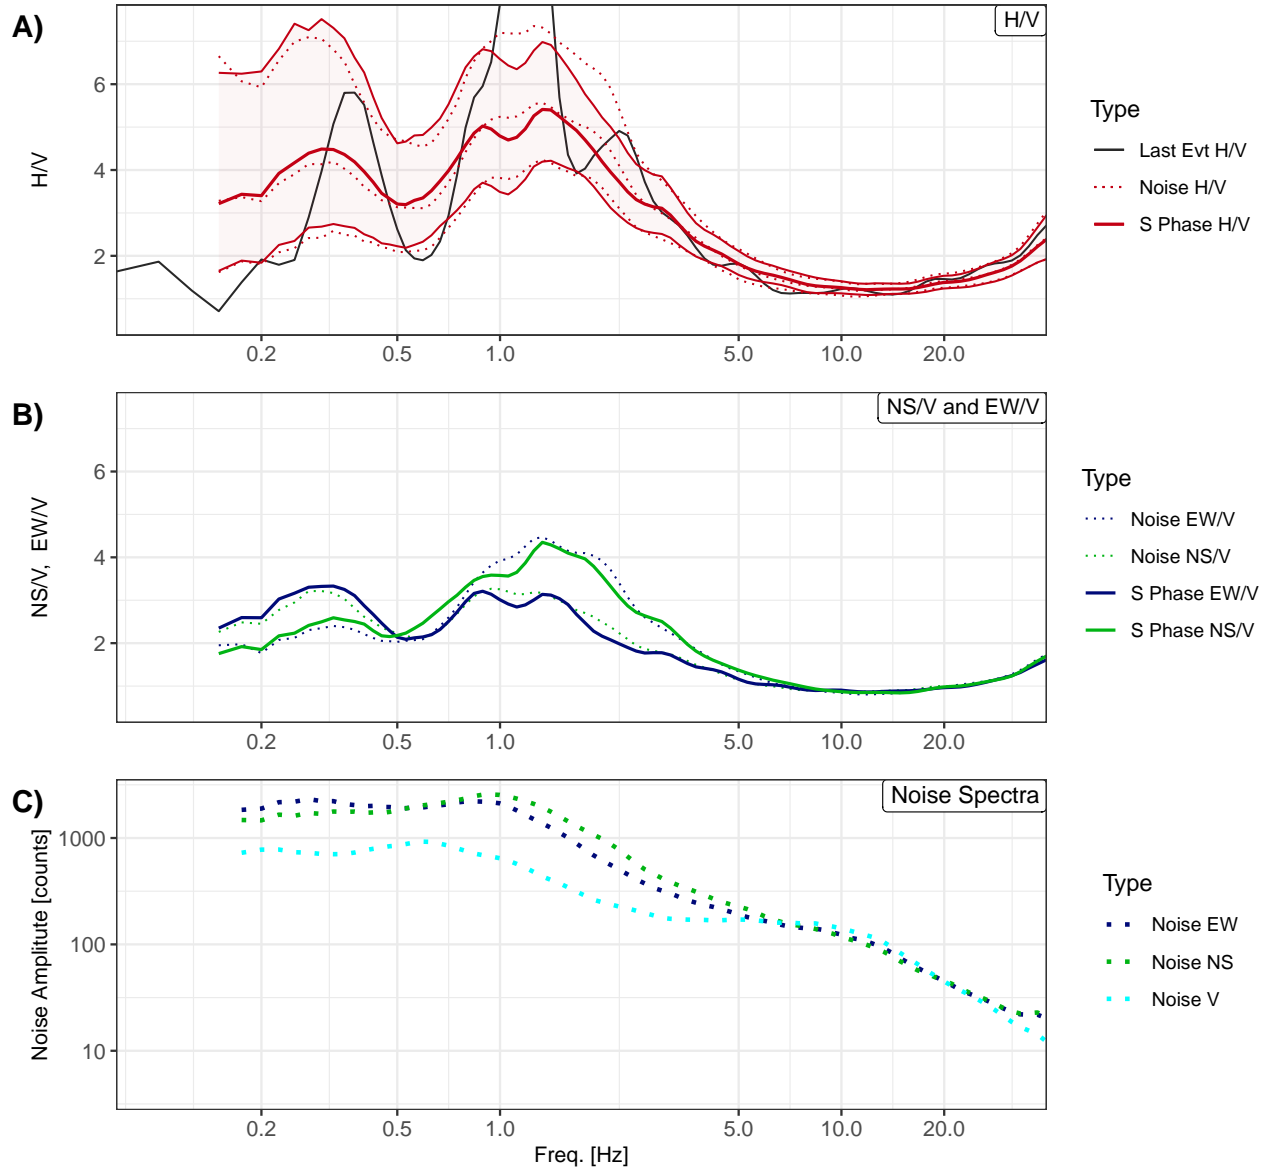 A)
H/V
H/V
6
4
2
0.2 0.5 1.0 5.0 10.0 20.0
Type
Last Evt H/V
Noise H/V
S Phase H/V
B)
NS/V and EW/V
NS/V, EW/V
6
4
2
0.2 0.5 1.0 5.0 10.0 20.0
Type
Noise EW/V
Noise NS/V
S Phase EW/V
S Phase NS/V
C)
Noise Spectra
Noise Amplitute [counts]
1000
100
10
0.2 0.5 1.0 5.0 10.0 20.0
Freq. [Hz]
Type
Noise EW
Noise NS
Noise V